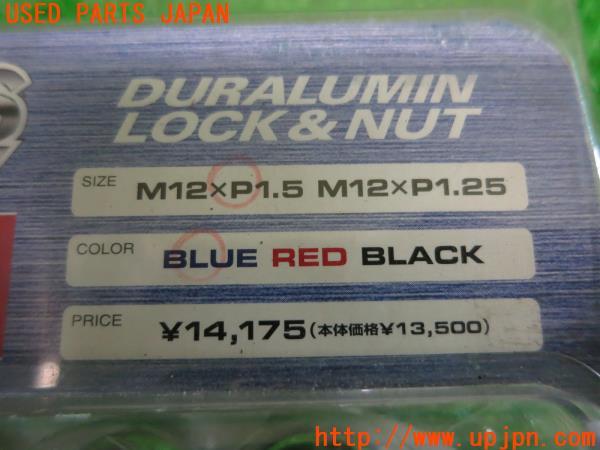 USED PARTS JAPAN
DURALUMIN
LOCK & NUT
SIZE
M12×P1.5 M12×P1.25
COLOR
BLUE RED BLACK
PRICE
¥14,175(本体価格¥13,500)
http://www.upjpn.com/